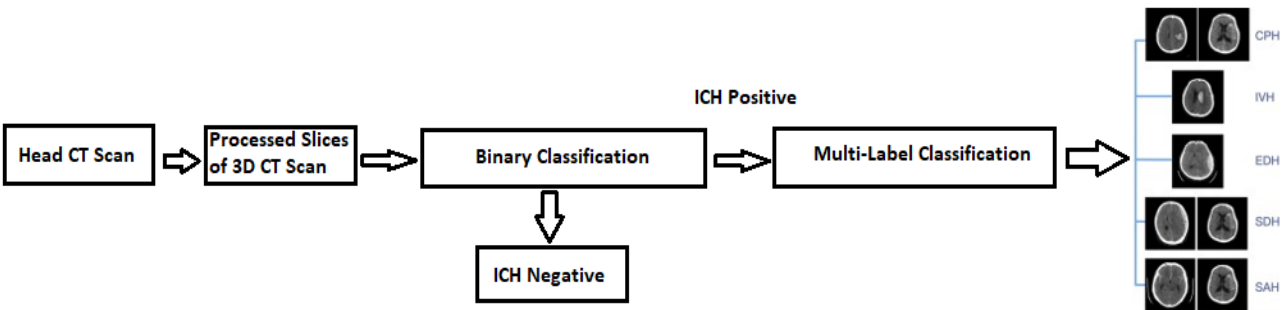 ICH Positive
Head CT Scan
Processed Slices
of 3D CT Scan
Binary Classification
Multi-Label Classification
ICH Negative
CPH
IVH
EDH
SDH
SAH